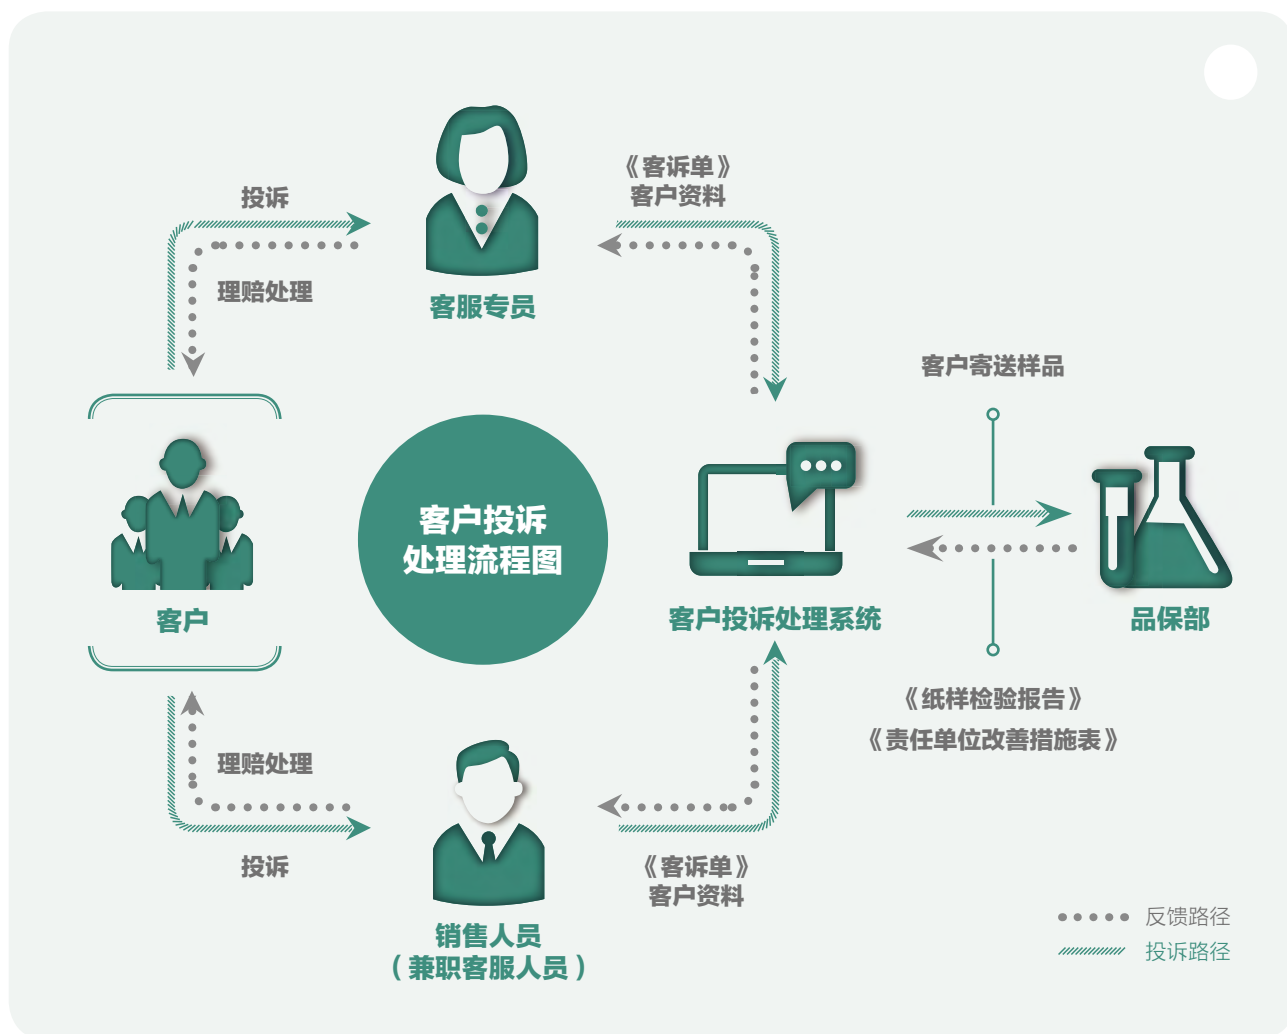 《客诉单》
客户资料
投诉
理赔处理
客服专员
客户寄送样品
客户投诉
处理流程图
客户
客户投诉处理系统
品保部
《纸样检验报告》
《责任单位改善措施表》
理赔处理
投诉
《客诉单》
客户资料
销售人员
（兼职客服人员）
反馈路径
投诉路径